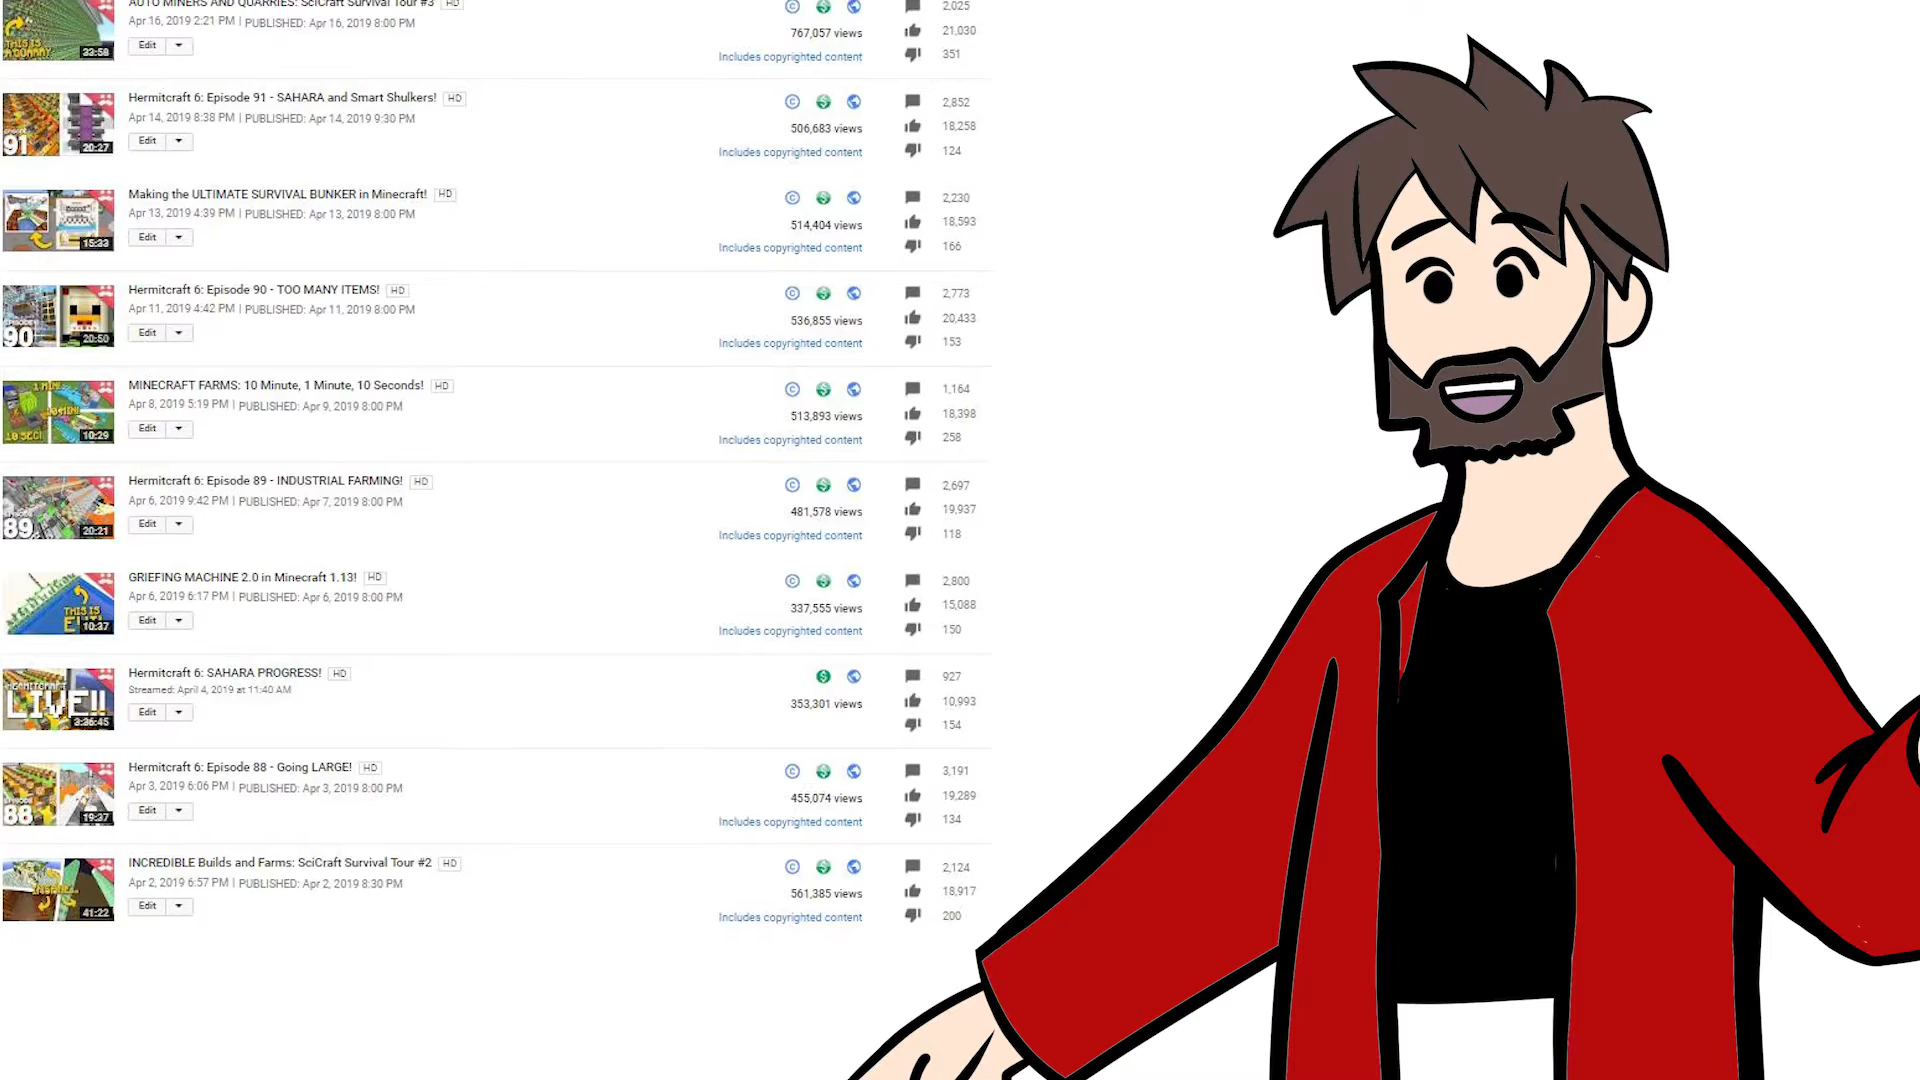 AUTO MINERS AND QUARRIES: SciCraft Survival Tour #3 HD
Apr 16, 2019 2:21 PM | PUBLISHED: Apr 16, 2019 8:00 PM
Edit
33:58
767,057 views
Includes copyrighted content
2,025
21,030
351
Hermitcraft 6: Episode 91 - SAHARA and Smart Shulkers! HD
Apr 14, 2019 8:38 PM | PUBLISHED: Apr 14, 2019 9:30 PM
Edit
91
20:27
506,683 views
Includes copyrighted content
2,852
18,258
124
Making the ULTIMATE SURVIVAL BUNKER in Minecraft! HD
Apr 13, 2019 4:39 PM | PUBLISHED: Apr 13, 2019 8:00 PM
Edit
15:33
514,404 views
Includes copyrighted content
2,230
18,593
166
Hermitcraft 6: Episode 90 - TOO MANY ITEMS! HD
Apr 11, 2019 4:42 PM | PUBLISHED: Apr 11, 2019 8:00 PM
Edit
90
20:50
536,855 views
Includes copyrighted content
2,773
20,433
153
MINECRAFT FARMS: 10 Minute, 1 Minute, 10 Seconds! HD
Apr 8, 2019 5:19 PM | PUBLISHED: Apr 9, 2019 8:00 PM
Edit
1 MIN!
10 SEC!
10:29
513,893 views
Includes copyrighted content
1,164
18,398
258
Hermitcraft 6: Episode 89 - INDUSTRIAL FARMING! HD
Apr 6, 2019 9:42 PM | PUBLISHED: Apr 7, 2019 8:00 PM
Edit
89
20:21
481,578 views
Includes copyrighted content
2,697
19,937
118
GRIEFING MACHINE 2.0 in Minecraft 1.13! HD
Apr 6, 2019 6:17 PM | PUBLISHED: Apr 6, 2019 8:00 PM
Edit
THIS IS
10:37
337,555 views
Includes copyrighted content
2,800
15,088
150
Hermitcraft 6: SAHARA PROGRESS! HD
Streamed: April 4, 2019 at 11:40 AM
Edit
HERMITCRAFT
LIVE!!
3:36:45
353,301 views
927
10,993
154
Hermitcraft 6: Episode 88 - Going LARGE! HD
Apr 3, 2019 6:06 PM | PUBLISHED: Apr 3, 2019 8:00 PM
Edit
88
19:37
455,074 views
Includes copyrighted content
3,191
19,289
134
INCREDIBLE Builds and Farms: SciCraft Survival Tour #2 HD
Apr 2, 2019 6:57 PM | PUBLISHED: Apr 2, 2019 8:30 PM
Edit
41:22
561,385 views
Includes copyrighted content
2,124
18,917
200